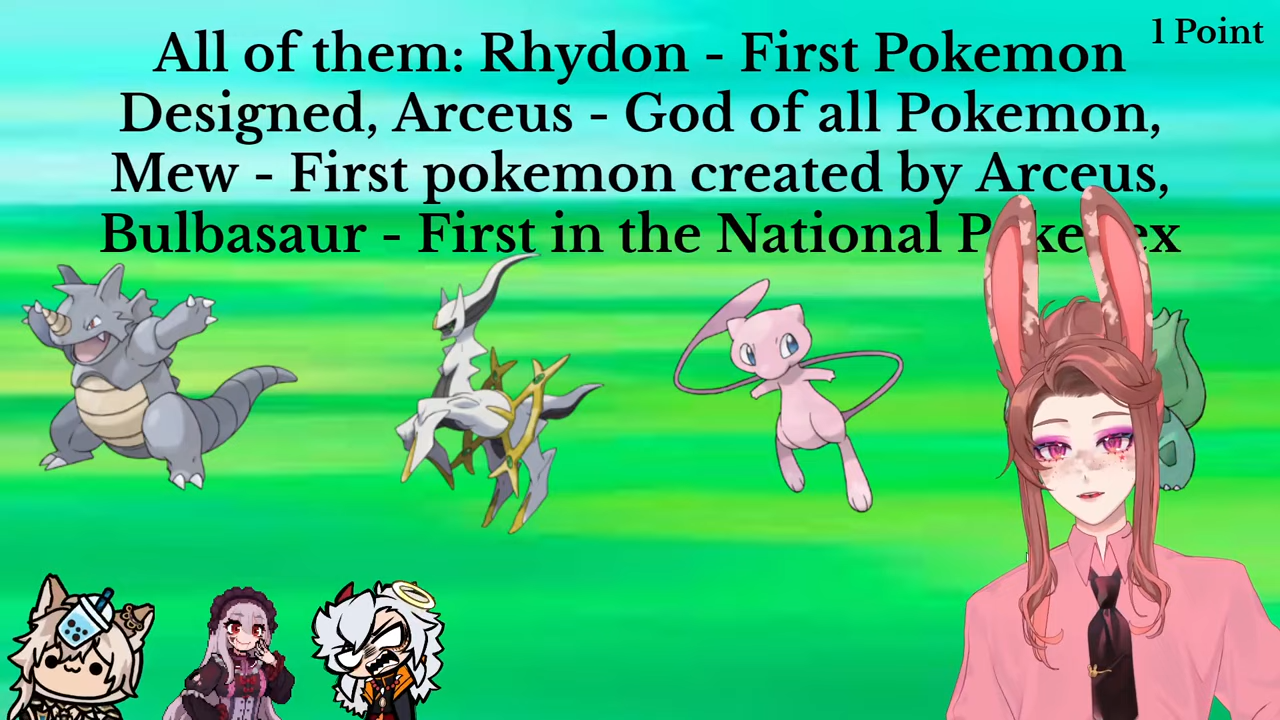 1 Point
All of them: Rhydon - First Pokemon
Designed, Arceus - God of all Pokemon,
Mew - First pokemon created by Arceus,
Bulbasaur - First in the National Pokedex